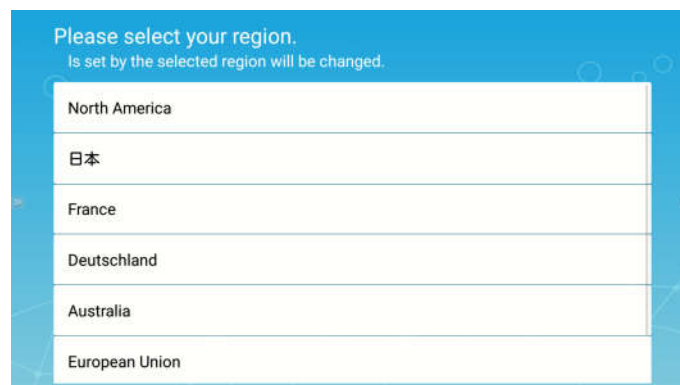 Please select your region.
Is set by the selected region will be changed.
North America
日本
France
Deutschland
Australia
European Union